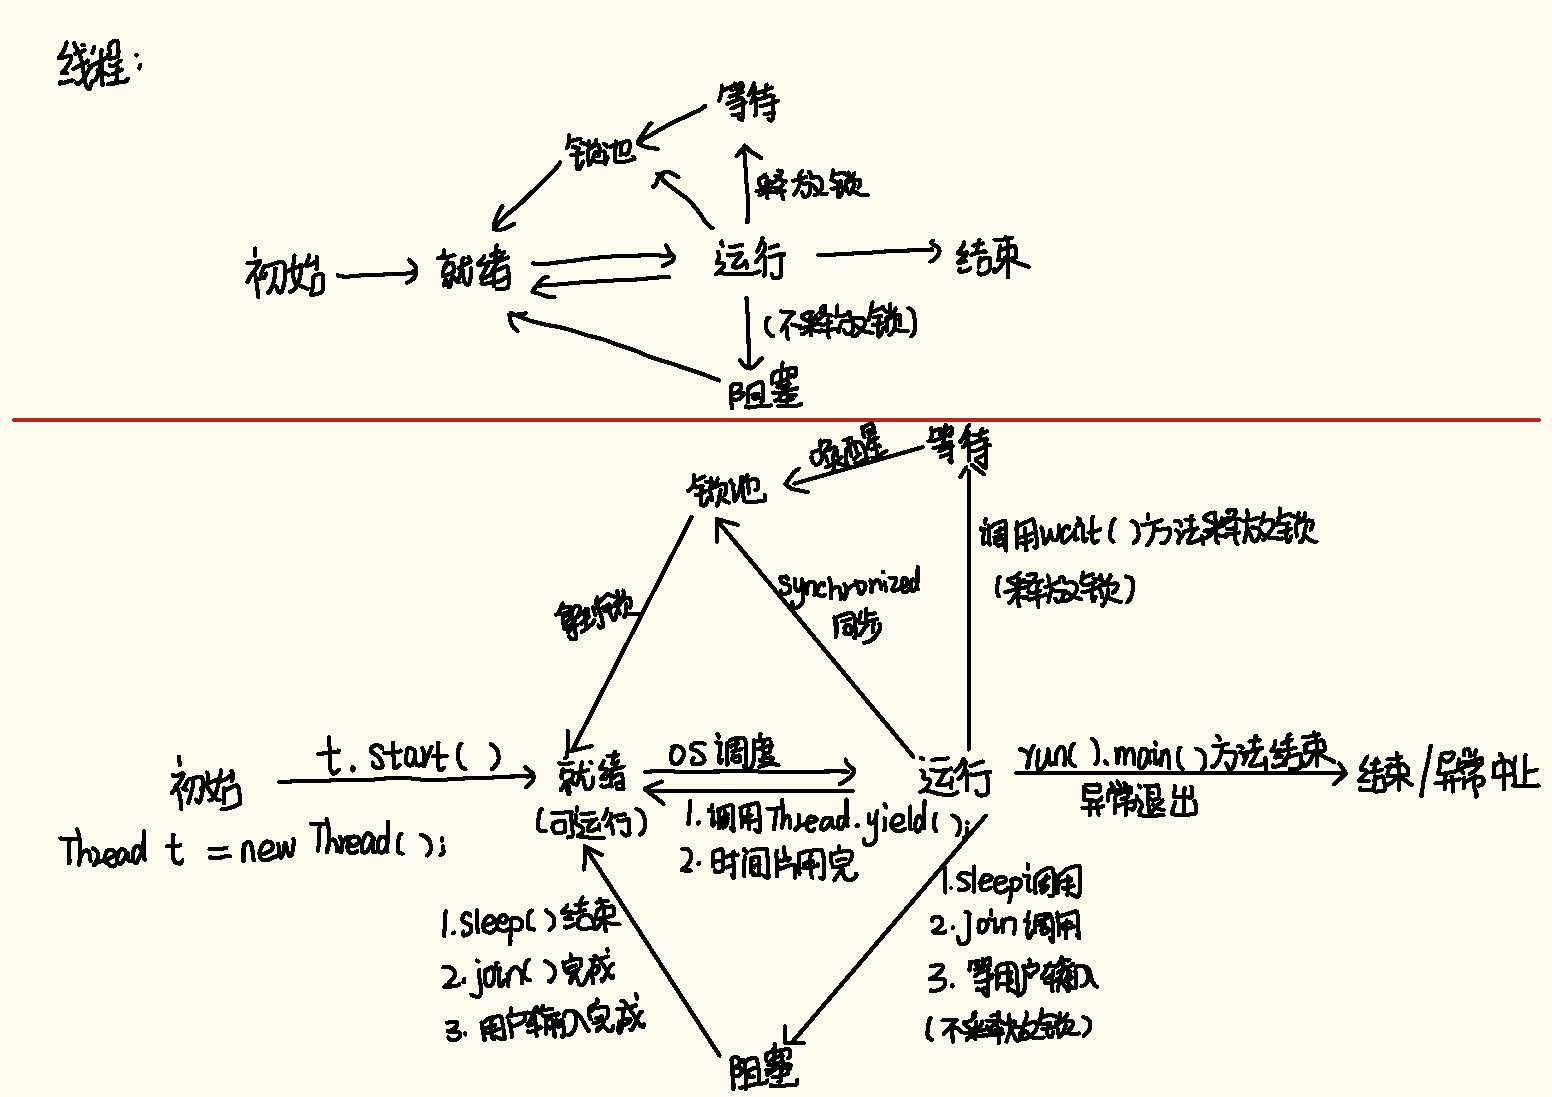 线程:
等待
锁池
释放锁
初始
就绪
运行
结束
(不释放锁)
阻塞
唤醒
等待
锁池
调用wait()方法释放锁
(释放锁)
synchronized
同步
拿到锁
初始
t.start()
就绪
(可运行)
OS调度
运行
run().main()方法结束
异常退出
结束/异常中止
Thread t = new Thread();
1.调用Thread.yield();
2.时间片用完
1.sleep调用
2.join调用
3.等用户输入
(不释放锁)
1.sleep()结束
2.join()完成
3.用户输入完成
阻塞